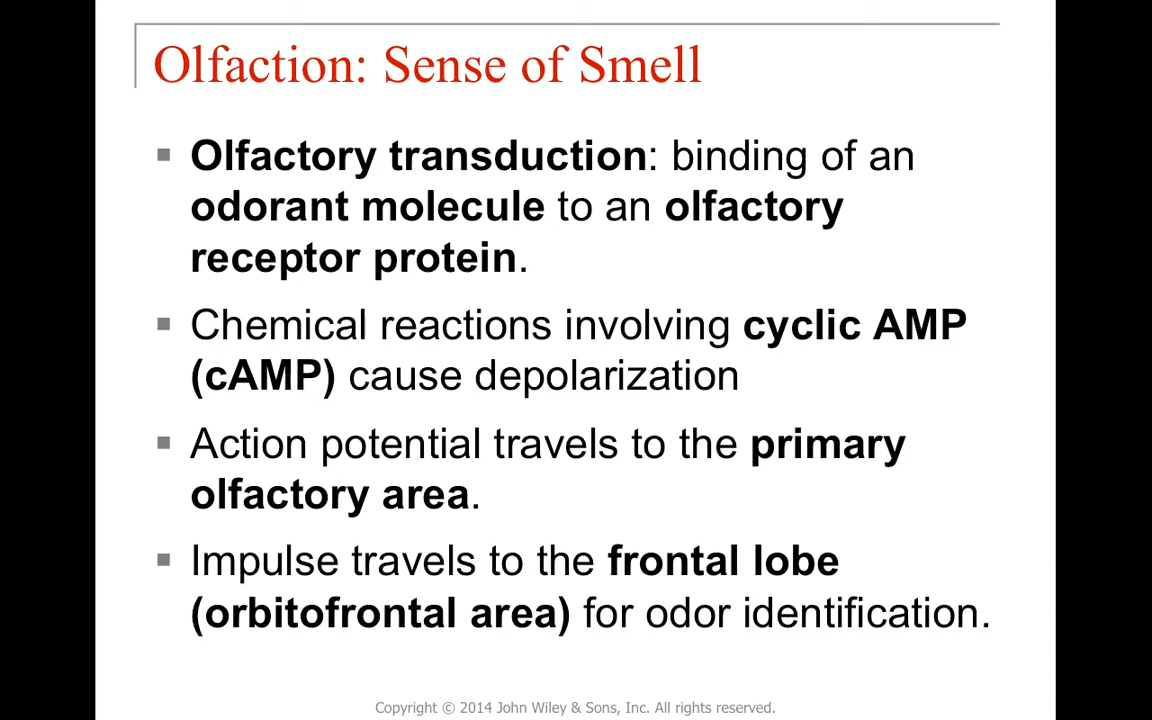 Olfaction: Sense of Smell
▪ Olfactory transduction: binding of an
odorant molecule to an olfactory
receptor protein.
▪ Chemical reactions involving cyclic AMP
(cAMP) cause depolarization
▪ Action potential travels to the primary
olfactory area.
▪ Impulse travels to the frontal lobe
(orbitofrontal area) for odor identification.
Copyright © 2014 John Wiley & Sons, Inc. All rights reserved.